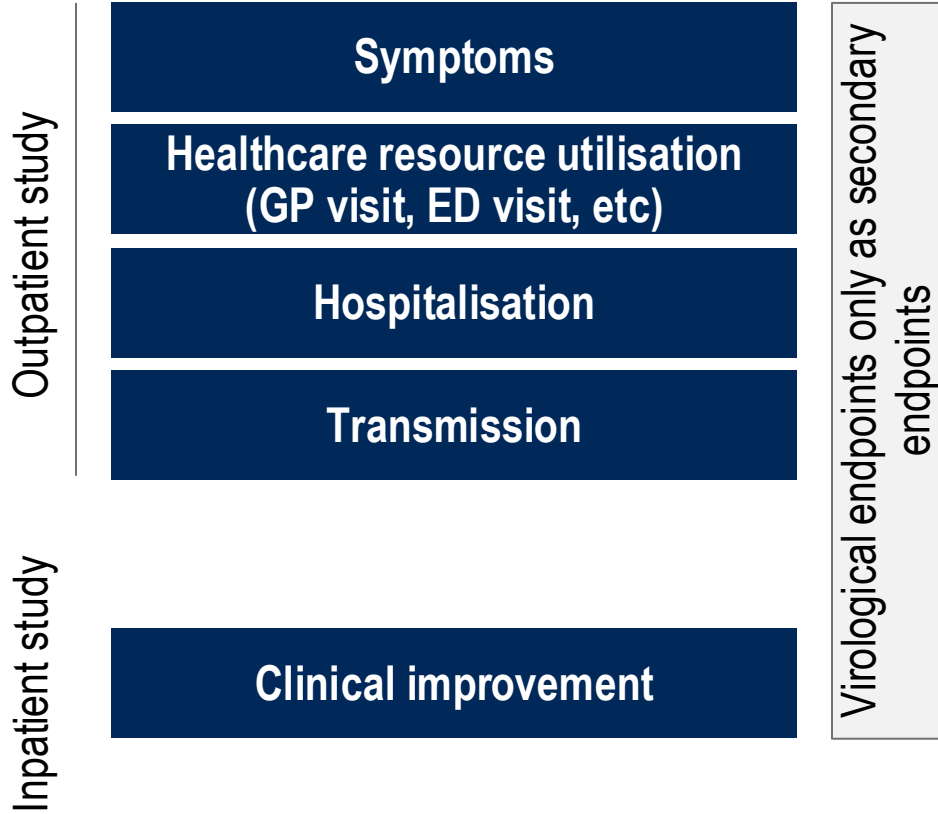 Outpatient study
Symptoms
Healthcare resource utilisation
(GP visit, ED visit, etc)
Hospitalisation
Transmission
Inpatient study
Clinical improvement
Virological endpoints only as secondary
endpoints